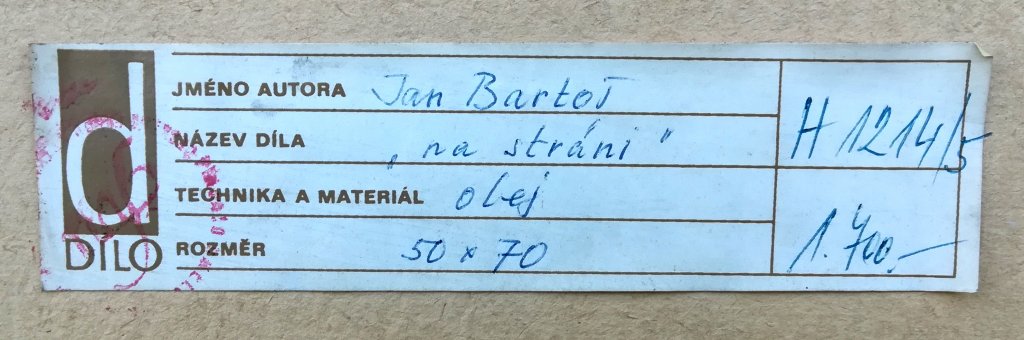 d
DÍLO
JMÉNO AUTORA Jan Bartoš
NÁZEV DÍLA „na stráni"
TECHNIKA A MATERIÁL olej
ROZMĚR 50 x 70
H 1214/5
1.700,-